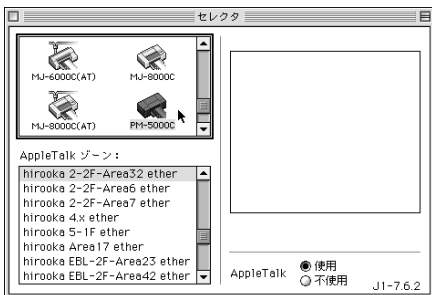 セレクタ
MJ-6000C(AT) MJ-8000C
MJ-8000C(AT) PM-5000C
AppleTalk ゾーン：
hirooka 2-2F-Area32 ether
hirooka 2-2F-Area6 ether
hirooka 2-2F-Area7 ether
hirooka 4.x ether
hirooka 5-1F ether
hirooka Area17 ether
hirooka EBL-2F-Area23 ether
hirooka EBL-2F-Area42 ether
AppleTalk 使用
不使用
J1-7.6.2